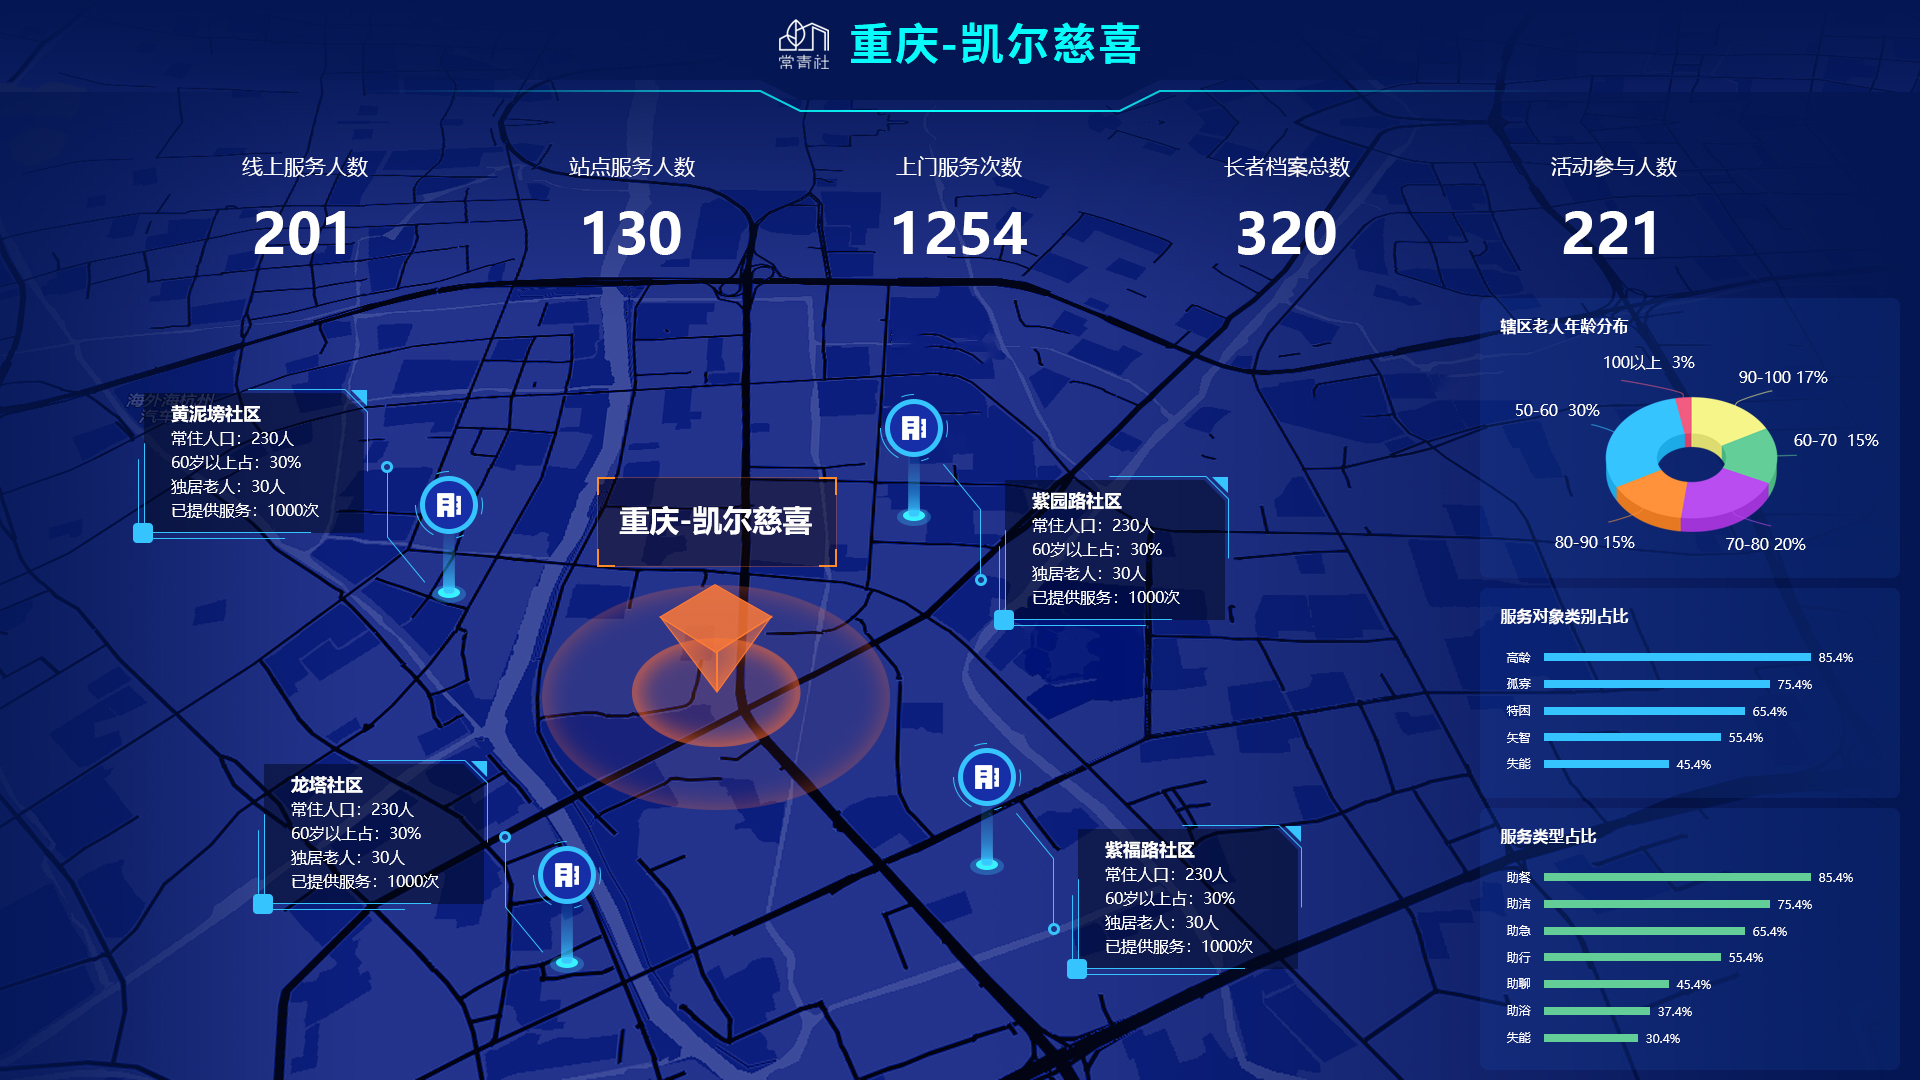 常青社
重庆-凯尔慈喜
线上服务人数
201
站点服务人数
130
上门服务次数
1254
长者档案总数
320
活动参与人数
221
海外海杭州
汽车
黄泥塝社区
常住人口：230人
60岁以上占：30%
独居老人：30人
已提供服务：1000次
重庆-凯尔慈喜
紫园路社区
常住人口：230人
60岁以上占：30%
独居老人：30人
已提供服务：1000次
龙塔社区
常住人口：230人
60岁以上占：30%
独居老人：30人
已提供服务：1000次
紫福路社区
常住人口：230人
60岁以上占：30%
独居老人：30人
已提供服务：1000次
辖区老人年龄分布
100以上 3%
90-100 17%
50-60 30%
60-70 15%
80-90 15%
70-80 20%
服务对象类别占比
高龄 85.4%
孤寡 75.4%
特困 65.4%
矢智 55.4%
失能 45.4%
服务类型占比
助餐 85.4%
助洁 75.4%
助急 65.4%
助行 55.4%
助聊 45.4%
助浴 37.4%
失能 30.4%